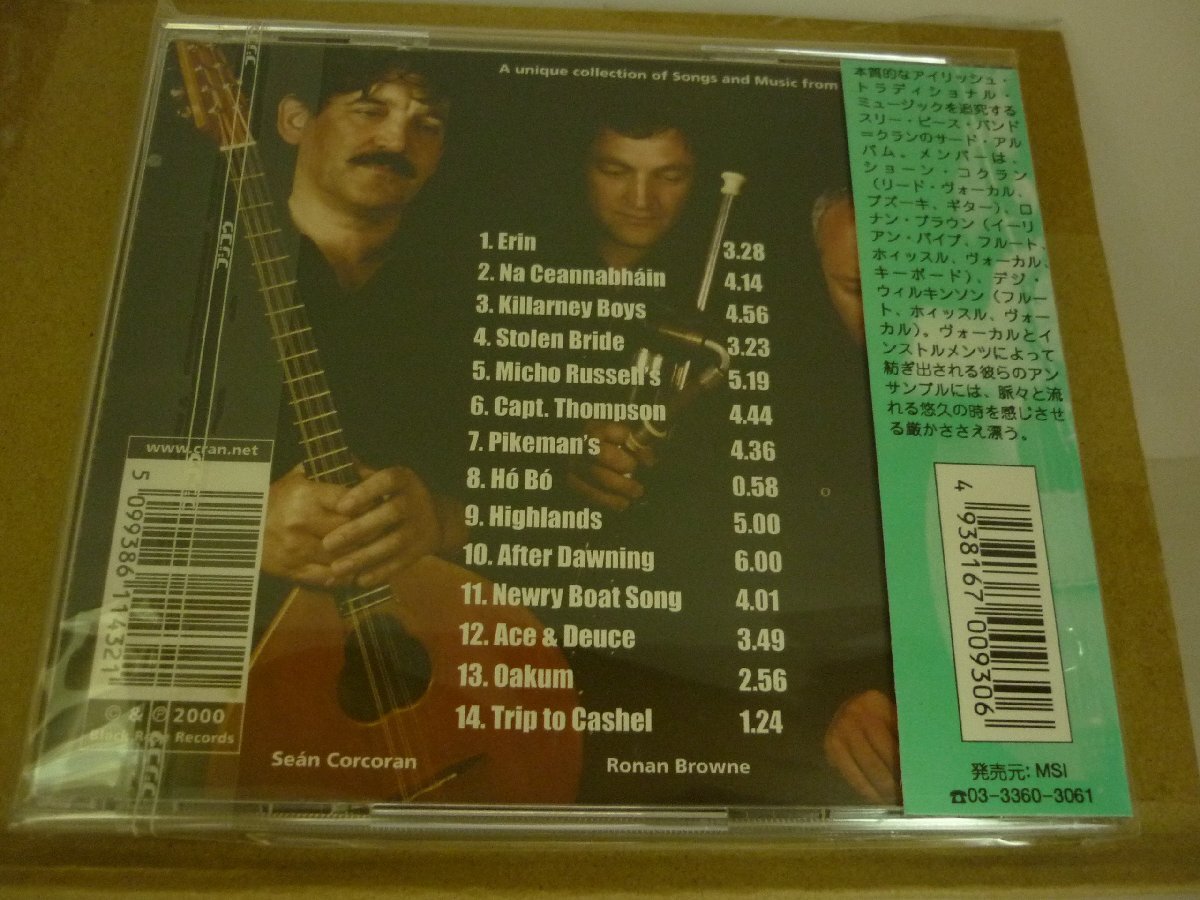 A unique collection of Songs and Music from
1. Erin 3.28
2. Na Ceannabháin 4.14
3. Killarney Boys 4.56
4. Stolen Bride 3.23
5. Micho Russell's 5.19
6. Capt. Thompson 4.44
7. Pikeman's 4.36
8. Hó Bó 0.58
9. Highlands 5.00
10. After Dawning 6.00
11. Newry Boat Song 4.01
12. Ace & Deuce 3.49
13. Oakum 2.56
14. Trip to Cashel 1.24
Seán Corcoran
Ronan Browne
www.cran.net
5 099386 114321
© & ℗ 2000
Black Rose Records
本質的なアイリッシュ・
トラディショナル・
ミュージックを追究する
スリー・ピース・バンド
=クランのサード・アル
バム。メンバーは、
ショーン・コクラン
(リード・ヴォーカル、
ブズーキ、ギター)、ロ
ナン・ブラウン(イーリ
アン・パイプ、フルート、
ホィッスル、ヴォーカル、
キーボード)、デジ・
ウィルキンソン(フルー
ト、ホィッスル、ヴォー
カル)。ヴォーカルとイ
ンストルメンツによって
紡ぎ出される彼らのアン
サンブルには、脈々と流
れる悠久の時を感じさせ
る厳かささえ漂う。
4 938167 009306
発売元: MSI
☎03-3360-3061